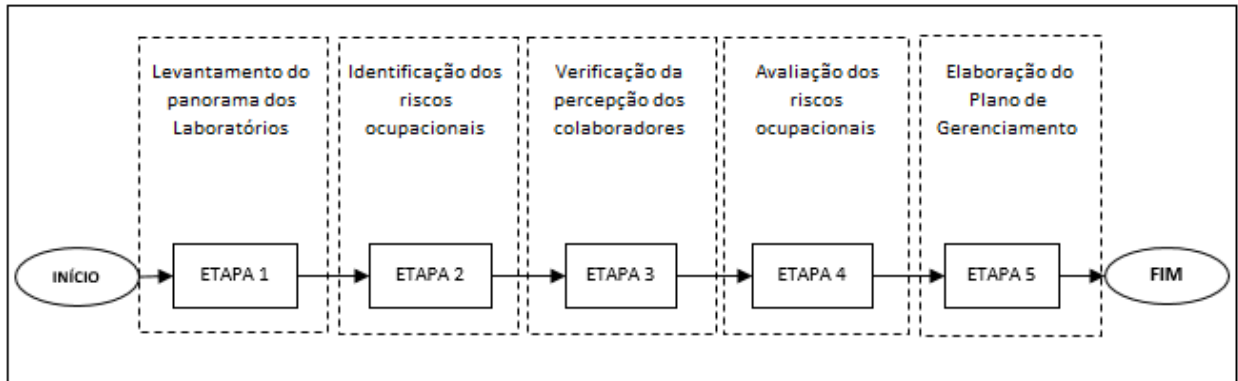 Levantamento do
panorama dos
Laboratórios
Identificação dos
riscos
ocupacionais
Verificação da
percepção dos
colaboradores
Avaliação dos
riscos
ocupacionais
Elaboração do
Plano de
Gerenciamento
INÍCIO
ETAPA 1
ETAPA 2
ETAPA 3
ETAPA 4
ETAPA 5
FIM